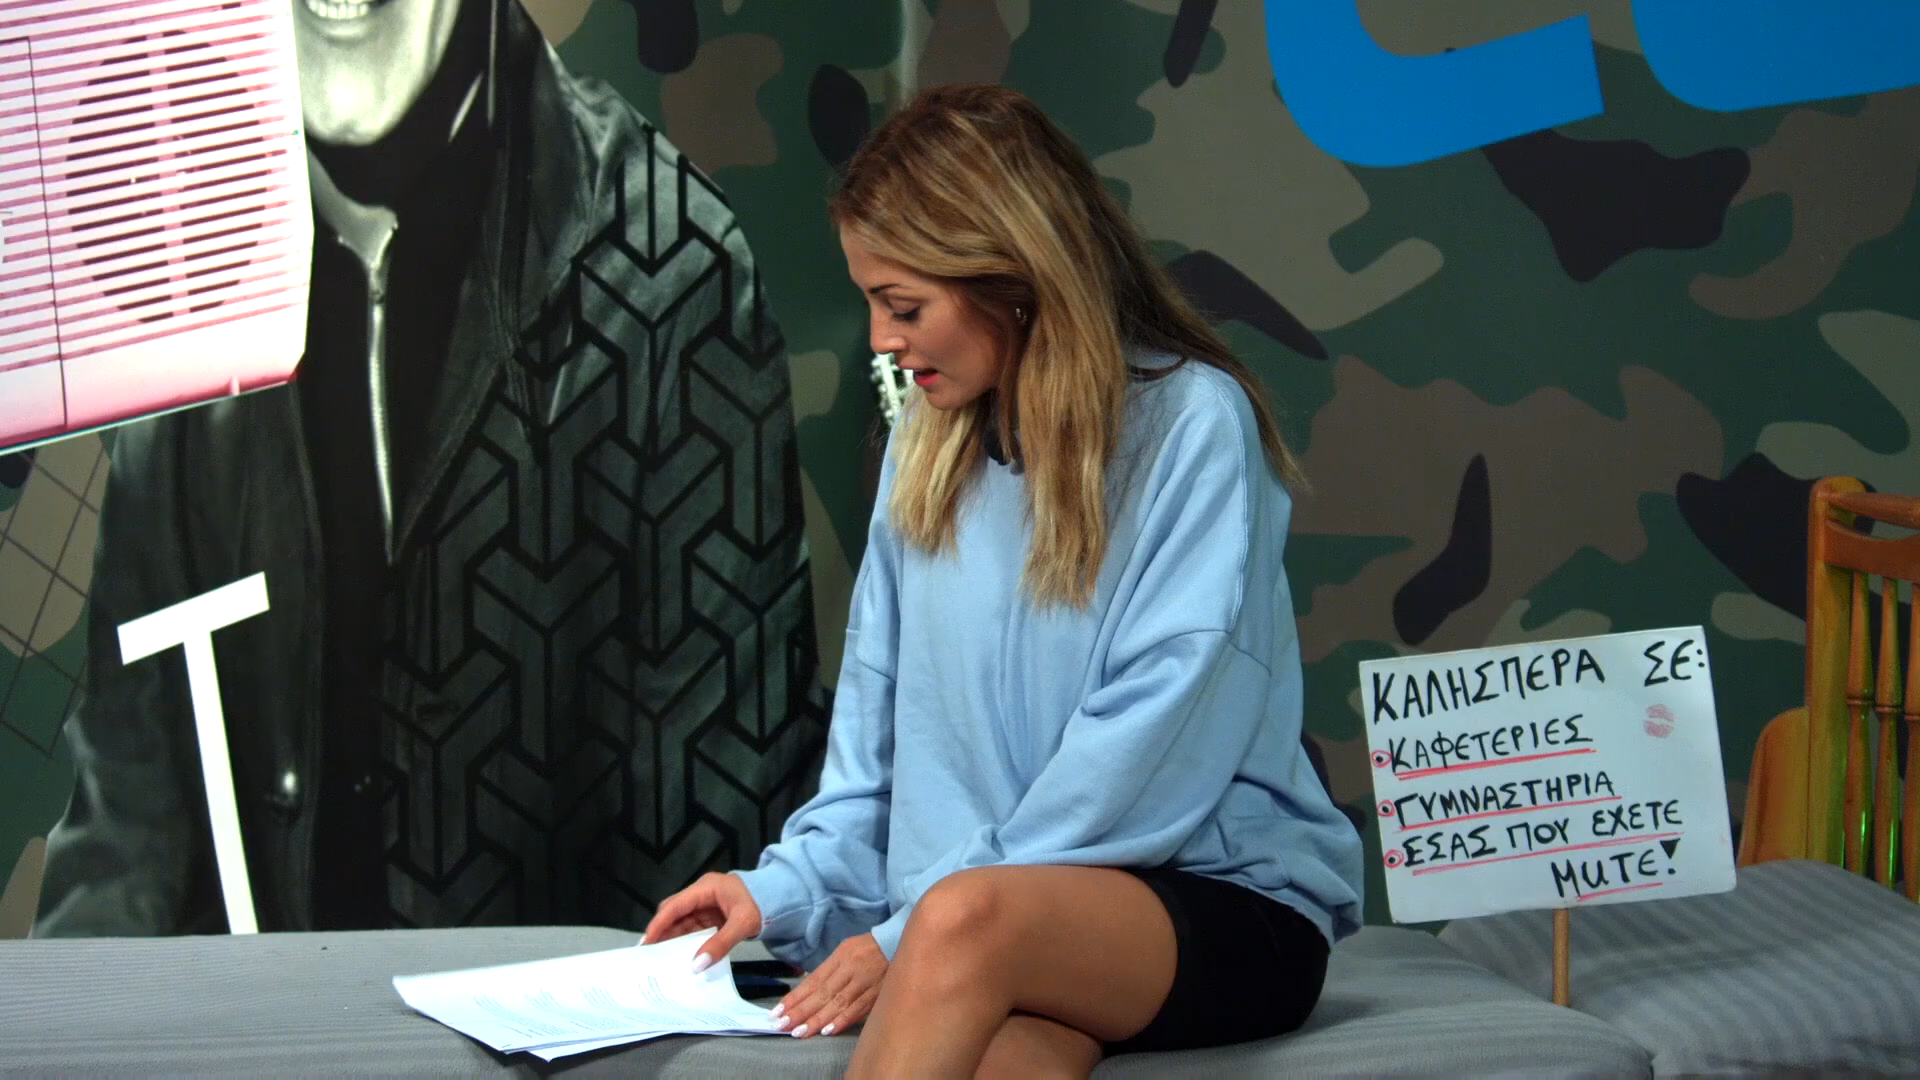 ΚΑΛΗΣΠΕΡΑ ΣΕ:
ΚΑΦΕΤΕΡΙΕΣ
ΓΥΜΝΑΣΤΗΡΙΑ
ΕΣΑΣ ΠΟΥ ΕΧΕΤΕ
MUTE!
T